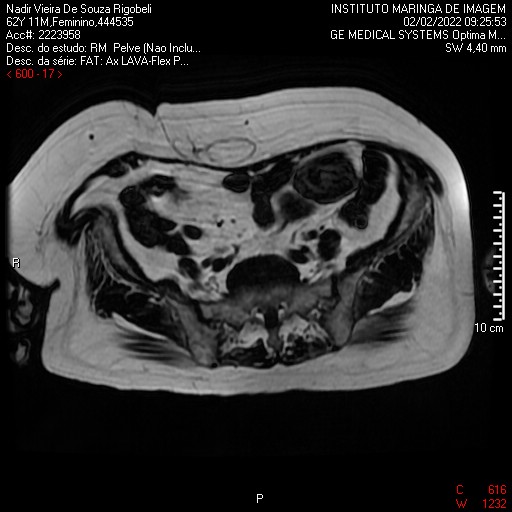 Nadir Vieira De Souza Rigobeli
62Y 11M,Feminino,444535
Acc#: 2223958
Desc. do estudo: RM Pelve (Nao Inclu...
Desc. da série: FAT: Ax LAVA-Flex P...
< 600 - 17 >
INSTITUTO MARINGA DE IMAGEM
02/02/2022 09:25:53
GE MEDICAL SYSTEMS Optima M...
SW 4,40 mm
R
10 cm
P
C 616
W 1232